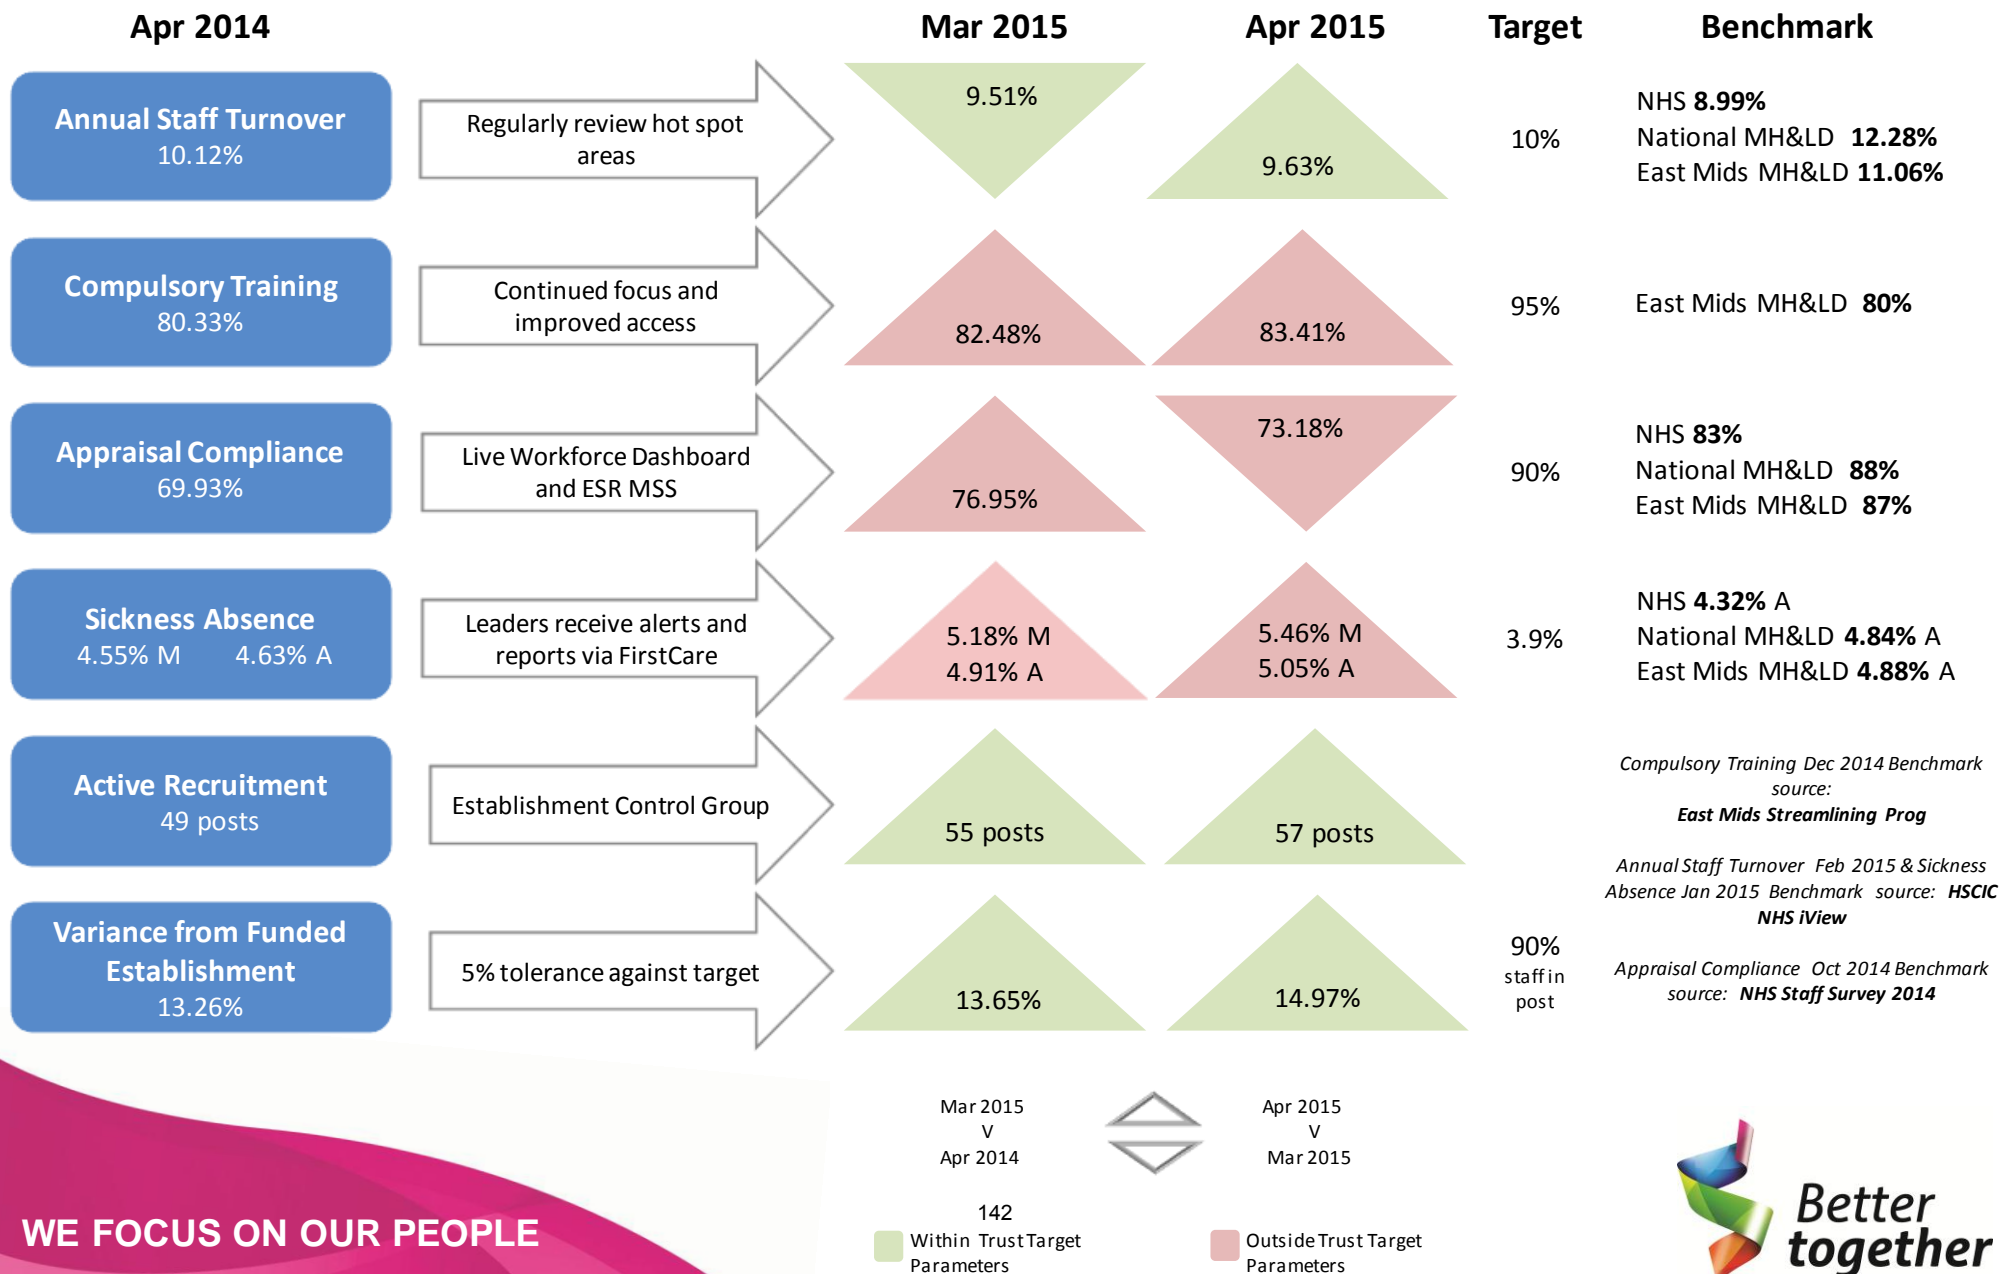 Apr 2014
Mar 2015
Apr 2015
Target
Benchmark
Annual Staff Turnover
10.12%
Regularly review hot spot
areas
9.51%
9.63%
10%
NHS 8.99%
National MH&LD 12.28%
East Mids MH&LD 11.06%
Compulsory Training
80.33%
Continued focus and
improved access
82.48%
83.41%
95%
East Mids MH&LD 80%
Appraisal Compliance
69.93%
Live Workforce Dashboard
and ESR MSS
76.95%
73.18%
90%
NHS 83%
National MH&LD 88%
East Mids MH&LD 87%
Sickness Absence
4.55% M 4.63% A
Leaders receive alerts and
reports via FirstCare
5.18% M
4.91% A
5.46% M
5.05% A
3.9%
NHS 4.32% A
National MH&LD 4.84% A
East Mids MH&LD 4.88% A
Active Recruitment
49 posts
Establishment Control Group
55 posts
57 posts
Compulsory Training Dec 2014 Benchmark
source:
East Mids Streamlining Prog
Annual Staff Turnover Feb 2015 & Sickness
Absence Jan 2015 Benchmark source: HSCIC
NHS iView
Variance from Funded
Establishment
13.26%
5% tolerance against target
13.65%
14.97%
90%
staff in
post
Appraisal Compliance Oct 2014 Benchmark
source: NHS Staff Survey 2014
Mar 2015
V
Apr 2014
Apr 2015
V
Mar 2015
142
Within Trust Target
Parameters
Outside Trust Target
Parameters
WE FOCUS ON OUR PEOPLE
Better
together